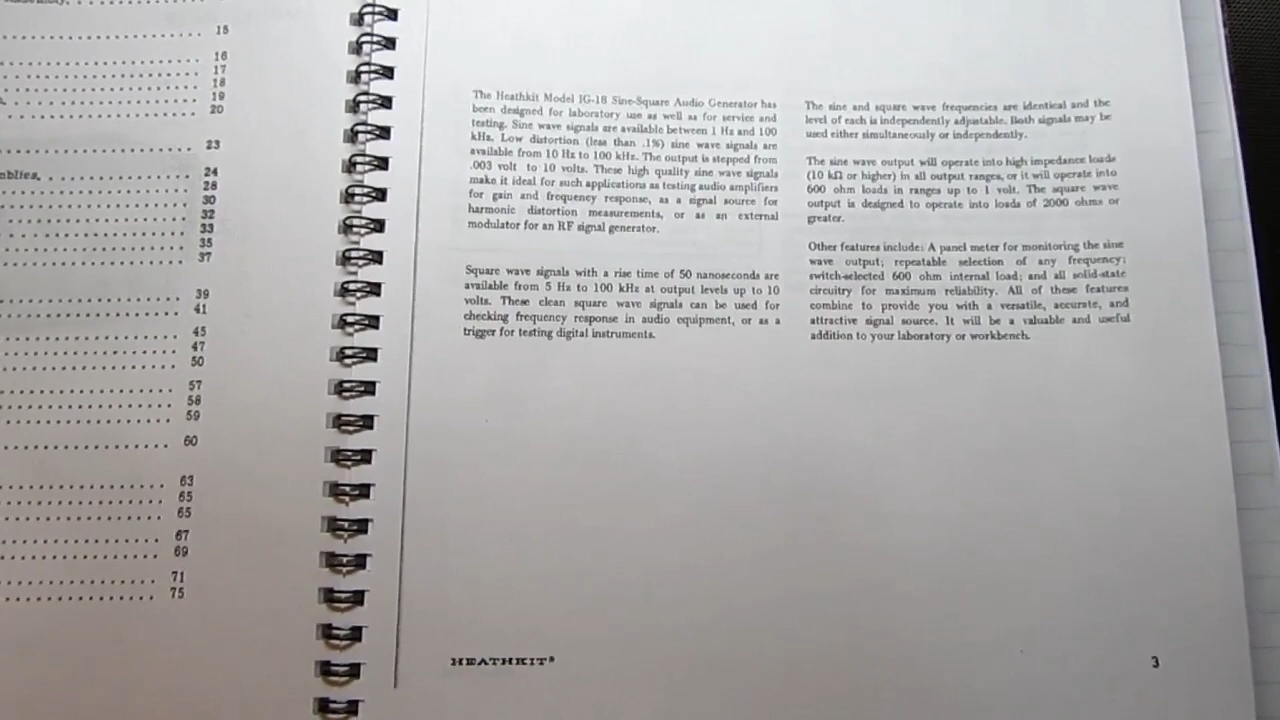 15
16
17
18
19
20
23
24
28
30
32
33
35
37
39
41
45
47
50
57
58
59
60
63
65
65
67
69
71
75
The Heathkit Model IG-18 Sine-Square Audio Generator has
been designed for laboratory use as well as for service and
testing. Sine wave signals are available between 1 Hz and 100
kHz. Low distortion (less than .1%) sine wave signals are
available from 10 Hz to 100 kHz. The output is stepped from
.003 volt to 10 volts. These high quality sine wave signals
make it ideal for such applications as testing audio amplifiers
for gain and frequency response, as a signal source for
harmonic distortion measurements, or as an external
modulator for an RF signal generator.
Square wave signals with a rise time of 50 nanoseconds are
available from 5 Hz to 100 kHz at output levels up to 10
volts. These clean square wave signals can be used for
checking frequency response in audio equipment, or as a
trigger for testing digital instruments.
The sine and square wave frequencies are identical and the
level of each is independently adjustable. Both signals may be
used either simultaneously or independently.
The sine wave output will operate into high impedance loads
(10 kΩ or higher) in all output ranges, or it will operate into
600 ohm loads in ranges up to 1 volt. The square wave
output is designed to operate into loads of 2000 ohms or
greater.
Other features include: A panel meter for monitoring the sine
wave output; repeatable selection of any frequency;
switch-selected 600 ohm internal load; and all solid-state
circuitry for maximum reliability. All of these features
combine to provide you with a versatile, accurate, and
attractive signal source. It will be a valuable and useful
addition to your laboratory or workbench.
HEATHKIT®
3